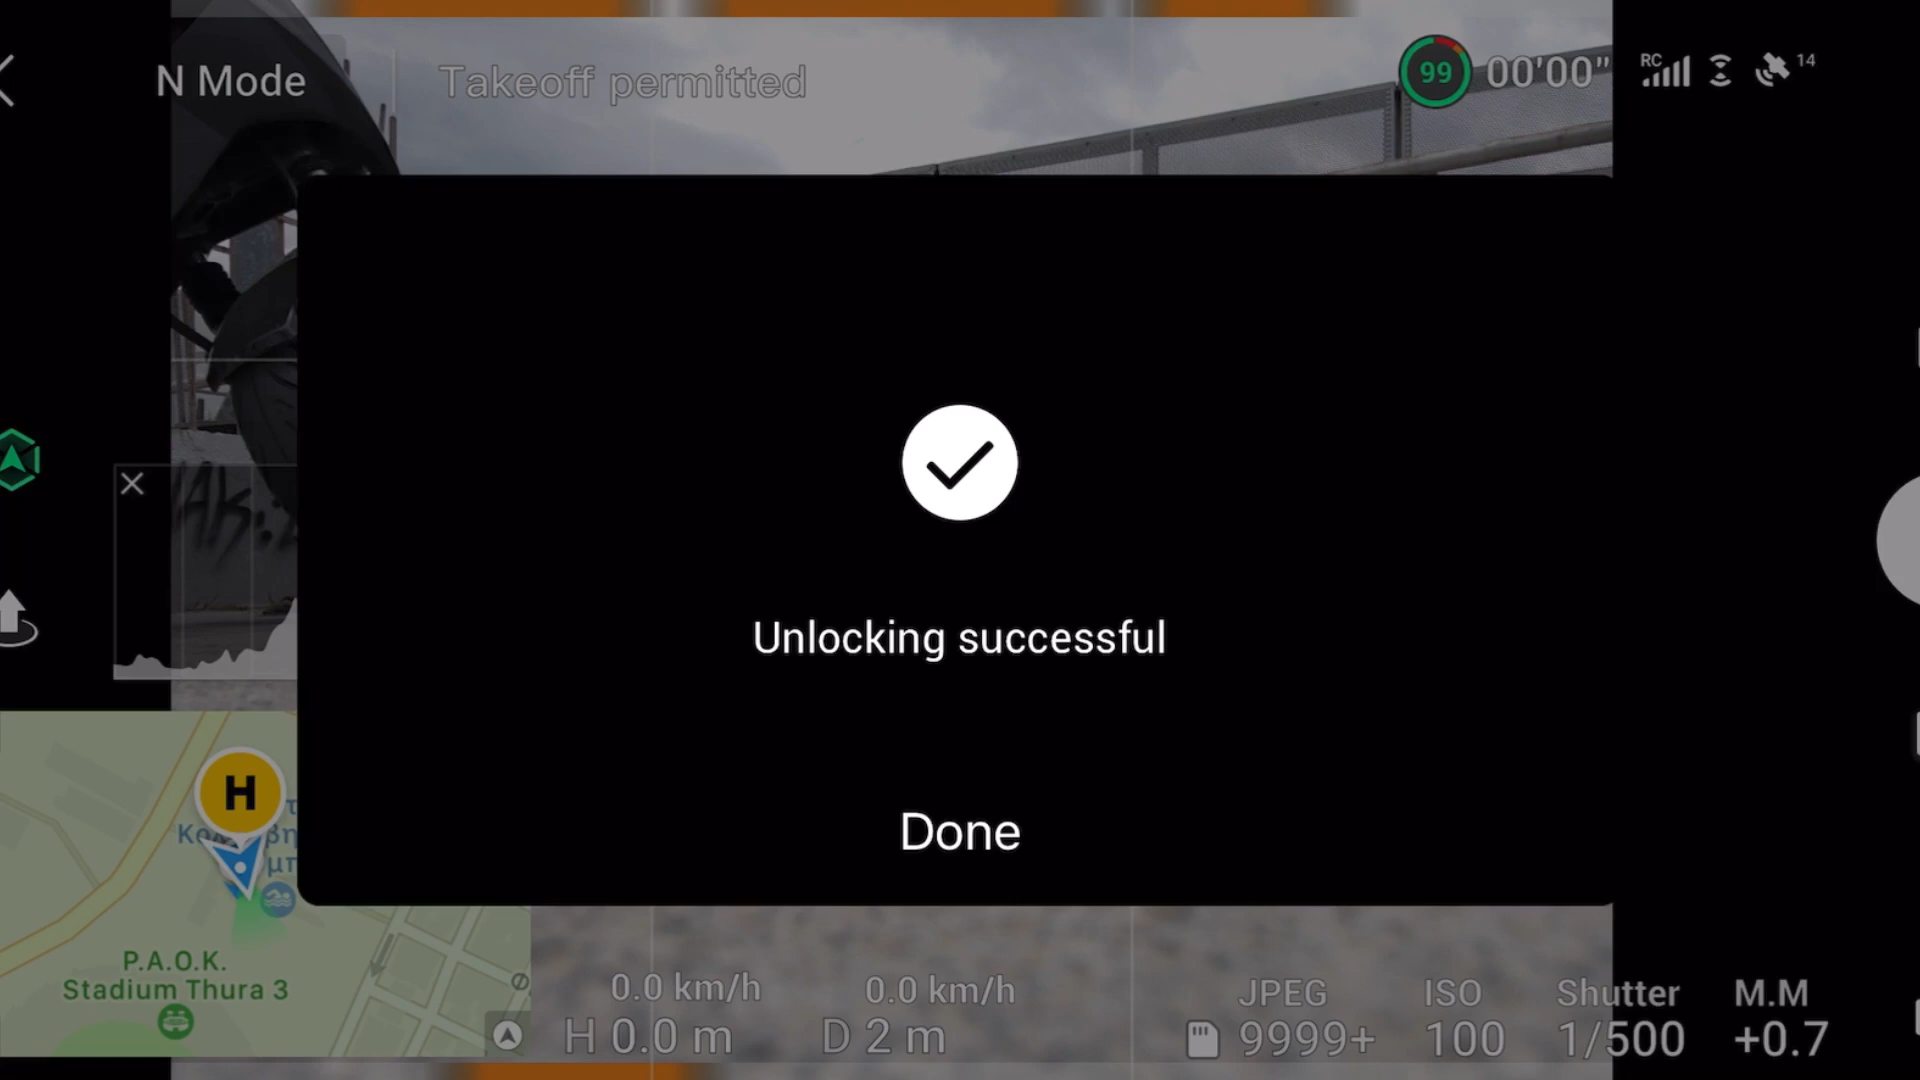 N Mode
Takeoff permitted
99
00'00"
RC
14
Unlocking successful
Done
H
P.A.O.K.
Stadium Thura 3
0.0 km/h
0.0 km/h
H 0.0 m
D 2 m
JPEG
9999+
ISO
100
Shutter
1/500
M.M
+0.7